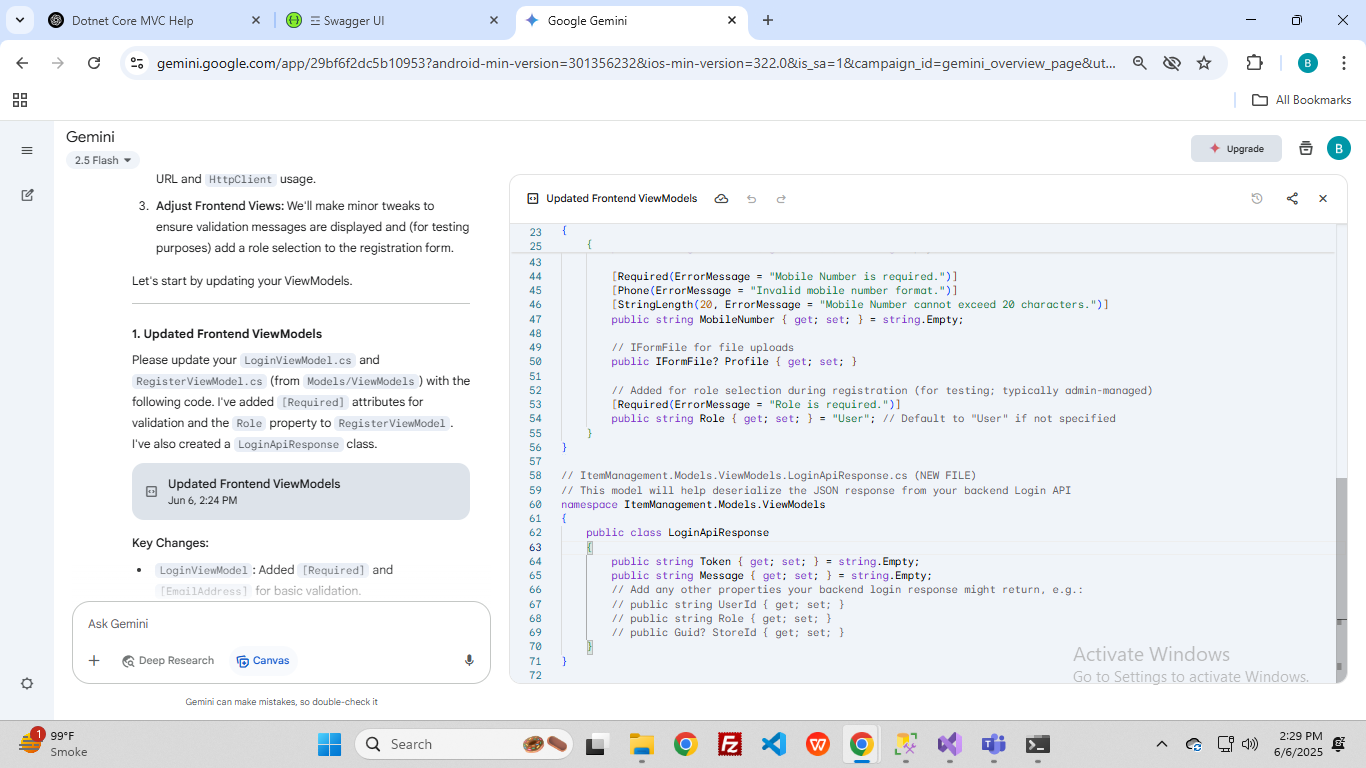 Dotnet Core MVC Help
Swagger UI
Google Gemini
gemini.google.com/app/29bf6f2dc5b10953?android-min-version=301356232&ios-min-version=322.0&is_sa=1&campaign_id=gemini_overview_page&ut...
B
All Bookmarks
Gemini
2.5 Flash
Upgrade
B
URL and HttpClient usage.
3. Adjust Frontend Views: We'll make minor tweaks to
ensure validation messages are displayed and (for testing
purposes) add a role selection to the registration form.
Let's start by updating your ViewModels.
1. Updated Frontend ViewModels
Please update your LoginViewModel.cs and
RegisterViewModel.cs (from Models/ViewModels) with the
following code. I've added [Required] attributes for
validation and the Role property to RegisterViewModel.
I've also created a LoginApiResponse class.
Updated Frontend ViewModels
Jun 6, 2:24 PM
Key Changes:
• LoginViewModel: Added [Required] and
[EmailAddress] for basic validation.
Ask Gemini
Deep Research
Canvas
Gemini can make mistakes, so double-check it
Updated Frontend ViewModels
23 {
25 {
43
44 [Required(ErrorMessage = "Mobile Number is required.")]
45 [Phone(ErrorMessage = "Invalid mobile number format.")]
46 [StringLength(20, ErrorMessage = "Mobile Number cannot exceed 20 characters.")]
47 public string MobileNumber { get; set; } = string.Empty;
48
49 // IFormFile for file uploads
50 public IFormFile? Profile { get; set; }
51
52 // Added for role selection during registration (for testing; typically admin-managed)
53 [Required(ErrorMessage = "Role is required.")]
54 public string Role { get; set; } = "User"; // Default to "User" if not specified
55 }
56 }
57
58 // ItemManagement.Models.ViewModels.LoginApiResponse.cs (NEW FILE)
59 // This model will help deserialize the JSON response from your backend Login API
60 namespace ItemManagement.Models.ViewModels
61 {
62 public class LoginApiResponse
63 {
64 public string Token { get; set; } = string.Empty;
65 public string Message { get; set; } = string.Empty;
66 // Add any other properties your backend login response might return, e.g.:
67 // public string UserId { get; set; }
68 // public string Role { get; set; }
69 // public Guid? StoreId { get; set; }
70 }
71 }
72
Activate Windows
Go to Settings to activate Windows.
1
99°F
Smoke
Search
2:29 PM
6/6/2025